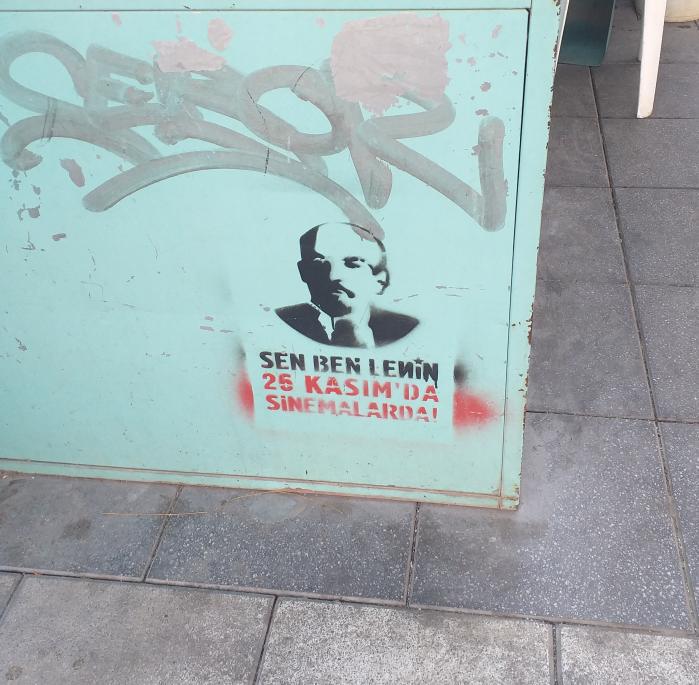 SEN BEN LENİN
25 KASIM'DA
SİNEMALARDA!